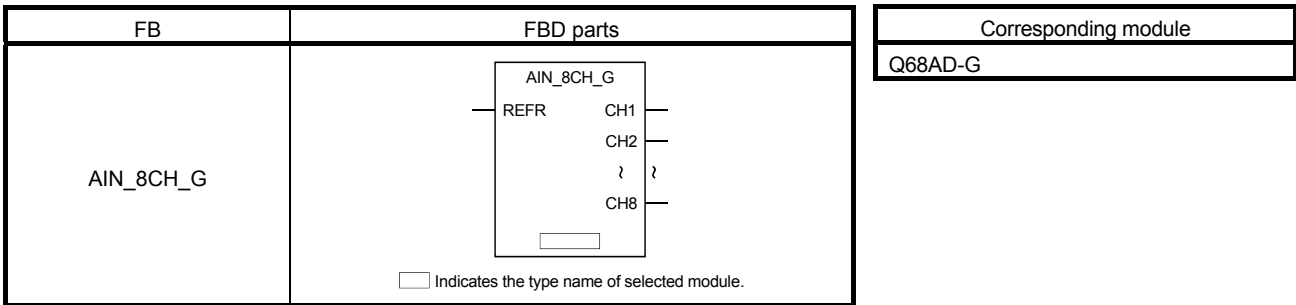 FB
FBD parts
Corresponding module
Q68AD-G
AIN_8CH_G
AIN_8CH_G
REFR CH1
CH2
~ ~
CH8
Indicates the type name of selected module.